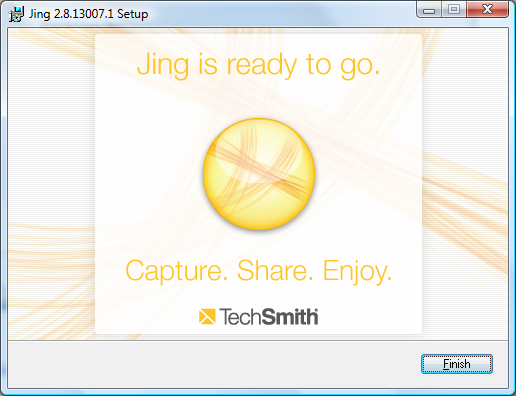 Jing 2.8.13007.1 Setup
Jing is ready to go.
Capture. Share. Enjoy.
TechSmith
Finish